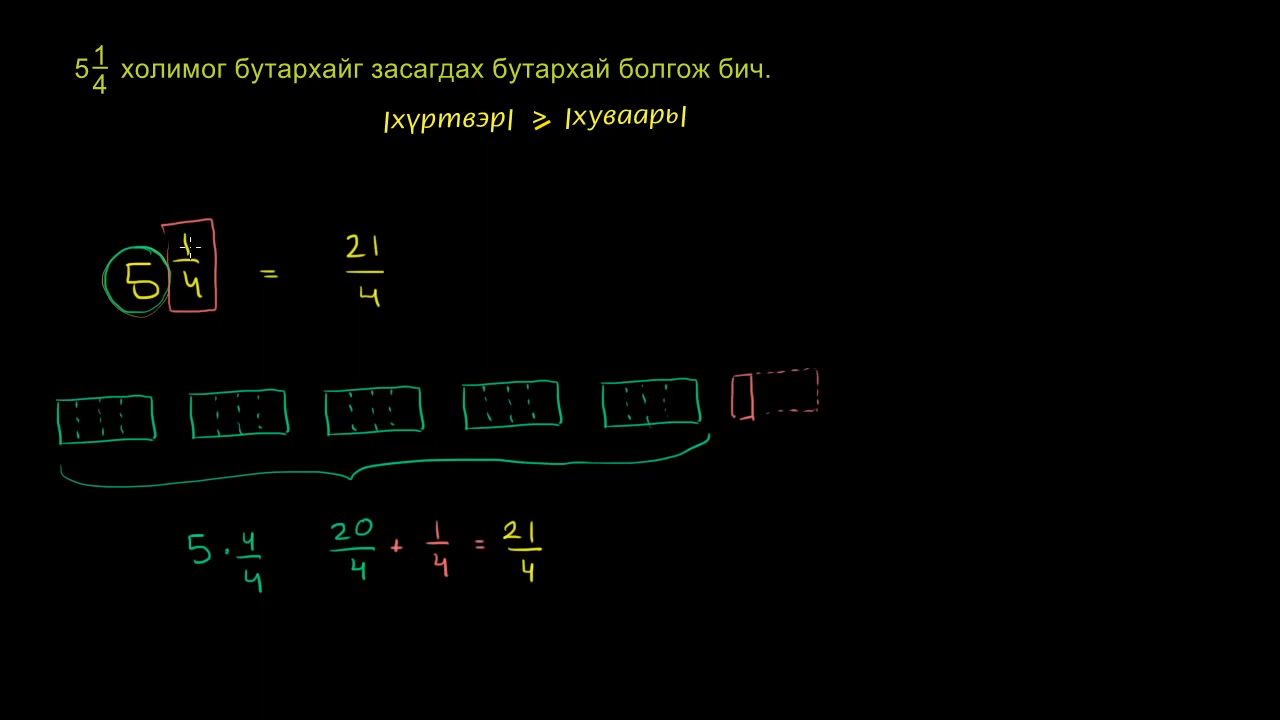 5 1/4 холимог бутархайг засагдах бутархай болгож бич.
|хүртвэр| ⩾ |хуваарь|
5 1/4 = 21/4
5 · 4/4 20/4 + 1/4 = 21/4